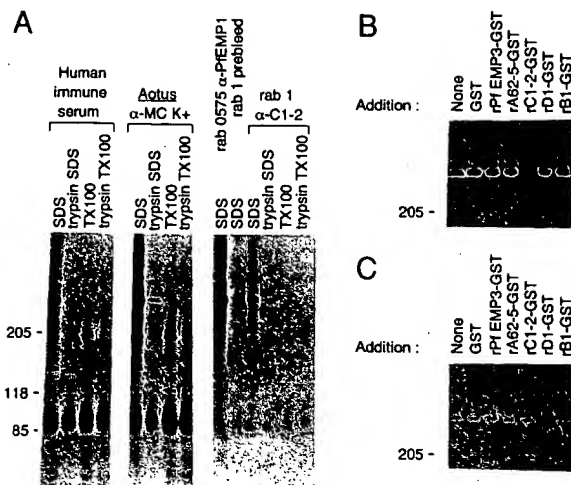 A
Human
immune
serum
Aotus
α-MC K+
rab 0575 α-PfEMP1
rab 1 prebleed
rab 1
α-C1-2
SDS
trypsin SDS
TX100
trypsin TX100
SDS
trypsin SDS
TX100
trypsin TX100
SDS
SDS
SDS
trypsin SDS
TX100
trypsin TX100
205 -
118 -
85 -
B
Addition :
None
GST
rPf EMP3-GST
rA62-5-GST
rC1-2-GST
rD1-GST
rB1-GST
205 -
C
Addition :
None
GST
rPf EMP3-GST
rA62-5-GST
rC1-2-GST
rD1-GST
rB1-GST
205 -